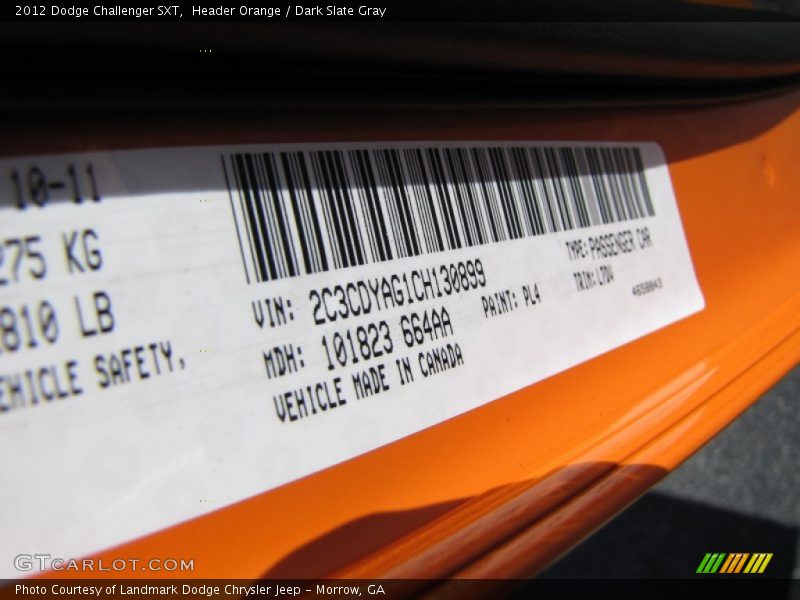 2012 Dodge Challenger SXT,  Header Orange / Dark Slate Gray
10-11
275 KG
810 LB
EHICLE SAFETY,
VIN: 2C3CDYAG1CH130899
MDH: 101823 664AA
VEHICLE MADE IN CANADA
PAINT: PL4
TYPE: PASSENGER CAR
TRIM: L7DV
GTCARLOT.COM
Photo Courtesy of Landmark Dodge Chrysler Jeep - Morrow, GA